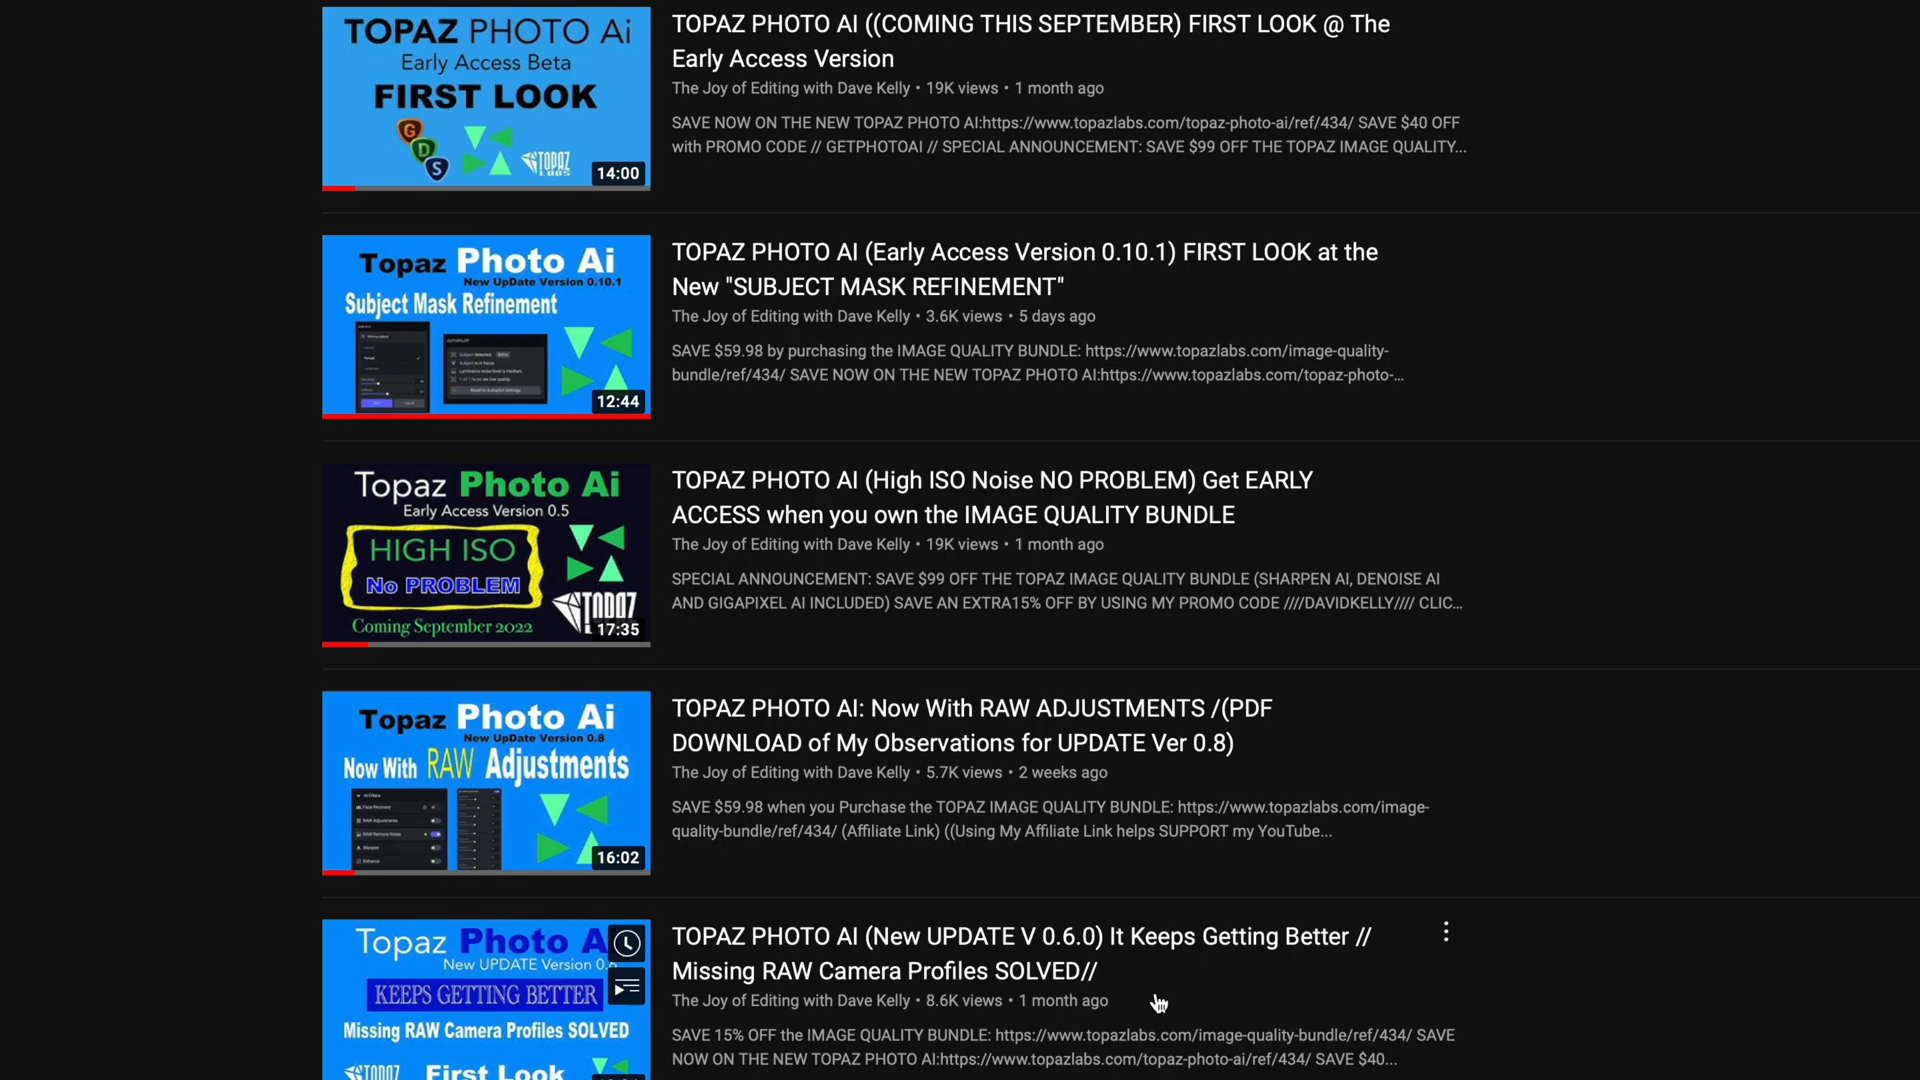 TOPAZ PHOTO Ai
Early Access Beta
FIRST LOOK
G
D
S
TOPAZ
LABS
14:00
TOPAZ PHOTO AI ((COMING THIS SEPTEMBER) FIRST LOOK @ The
Early Access Version
The Joy of Editing with Dave Kelly • 19K views • 1 month ago
SAVE NOW ON THE NEW TOPAZ PHOTO AI:https://www.topazlabs.com/topaz-photo-ai/ref/434/ SAVE $40 OFF
with PROMO CODE // GETPHOTOAI // SPECIAL ANNOUNCEMENT: SAVE $99 OFF THE TOPAZ IMAGE QUALITY...
Topaz Photo Ai
New UpDate Version 0.10.1
Subject Mask Refinement
12:44
TOPAZ PHOTO AI (Early Access Version 0.10.1) FIRST LOOK at the
New "SUBJECT MASK REFINEMENT"
The Joy of Editing with Dave Kelly • 3.6K views • 5 days ago
SAVE $59.98 by purchasing the IMAGE QUALITY BUNDLE: https://www.topazlabs.com/image-quality-
bundle/ref/434/ SAVE NOW ON THE NEW TOPAZ PHOTO AI:https://www.topazlabs.com/topaz-photo-...
Topaz Photo Ai
Early Access Version 0.5
HIGH ISO
No PROBLEM
TOPAZ
Coming September 2022
17:35
TOPAZ PHOTO AI (High ISO Noise NO PROBLEM) Get EARLY
ACCESS when you own the IMAGE QUALITY BUNDLE
The Joy of Editing with Dave Kelly • 19K views • 1 month ago
SPECIAL ANNOUNCEMENT: SAVE $99 OFF THE TOPAZ IMAGE QUALITY BUNDLE (SHARPEN AI, DENOISE AI
AND GIGAPIXEL AI INCLUDED) SAVE AN EXTRA15% OFF BY USING MY PROMO CODE ////DAVIDKELLY//// CLIC...
Topaz Photo Ai
New UpDate Version 0.8
Now With RAW Adjustments
16:02
TOPAZ PHOTO AI: Now With RAW ADJUSTMENTS /(PDF
DOWNLOAD of My Observations for UPDATE Ver 0.8)
The Joy of Editing with Dave Kelly • 5.7K views • 2 weeks ago
SAVE $59.98 when you Purchase the TOPAZ IMAGE QUALITY BUNDLE: https://www.topazlabs.com/image-
quality-bundle/ref/434/ (Affiliate Link) ((Using My Affiliate Link helps SUPPORT my YouTube...
Topaz Photo A
New UPDATE Version 0.
KEEPS GETTING BETTER
Missing RAW Camera Profiles SOLVED
TOPAZ First Look
TOPAZ PHOTO AI (New UPDATE V 0.6.0) It Keeps Getting Better //
Missing RAW Camera Profiles SOLVED//
The Joy of Editing with Dave Kelly • 8.6K views • 1 month ago
SAVE 15% OFF the IMAGE QUALITY BUNDLE: https://www.topazlabs.com/image-quality-bundle/ref/434/ SAVE
NOW ON THE NEW TOPAZ PHOTO AI:https://www.topazlabs.com/topaz-photo-ai/ref/434/ SAVE $40...